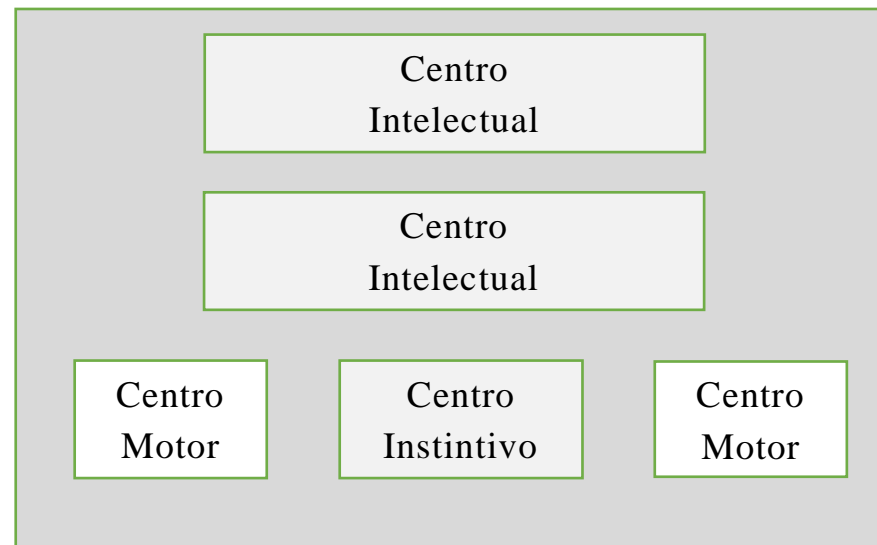 Centro
Intelectual
Centro
Intelectual
Centro
Motor
Centro
Instintivo
Centro
Motor